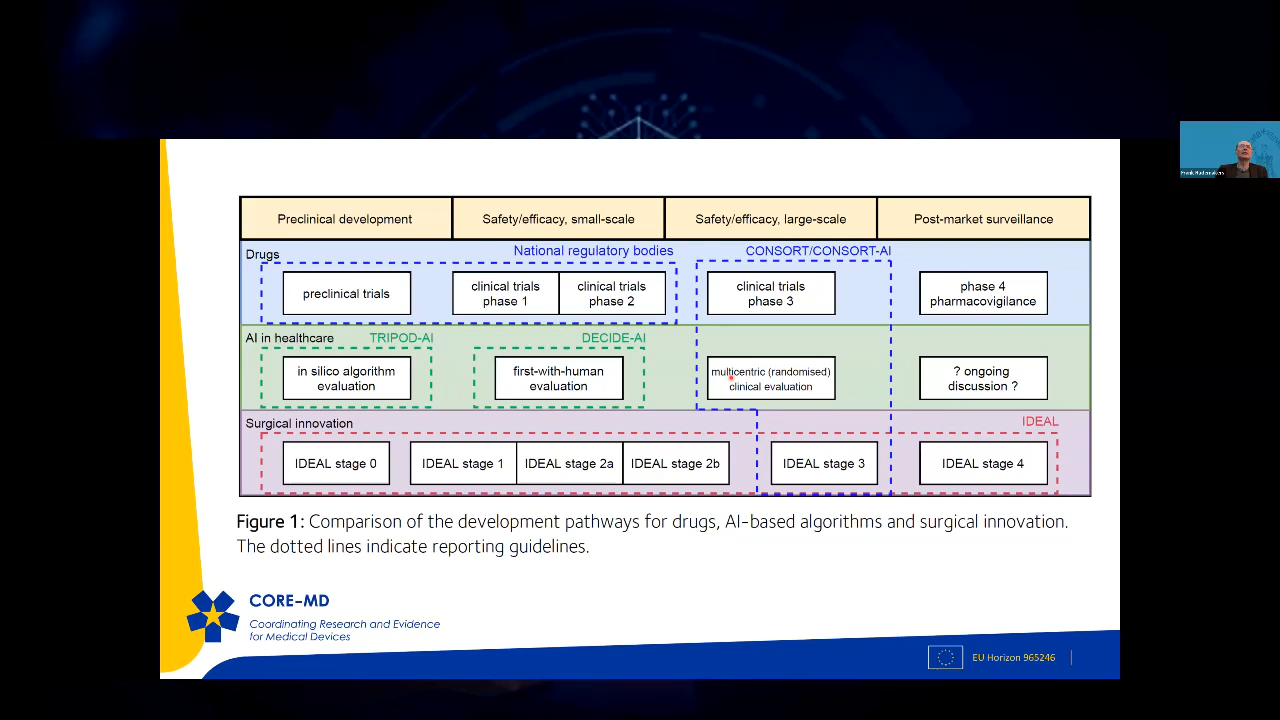 Preclinical development
Safety/efficacy, small-scale
Safety/efficacy, large-scale
Post-market surveillance
Drugs
National regulatory bodies
CONSORT/CONSORT-AI
preclinical trials
clinical trials
phase 1
clinical trials
phase 2
clinical trials
phase 3
phase 4
pharmacovigilance
AI in healthcare
TRIPOD-AI
DECIDE-AI
in silico algorithm
evaluation
first-with-human
evaluation
multicentric (randomised)
clinical evaluation
? ongoing
discussion ?
Surgical innovation
IDEAL
IDEAL stage 0
IDEAL stage 1
IDEAL stage 2a
IDEAL stage 2b
IDEAL stage 3
IDEAL stage 4
Figure 1: Comparison of the development pathways for drugs, AI-based algorithms and surgical innovation.
The dotted lines indicate reporting guidelines.
CORE-MD
Coordinating Research and Evidence
for Medical Devices
EU Horizon 965246
Frank Rademakers